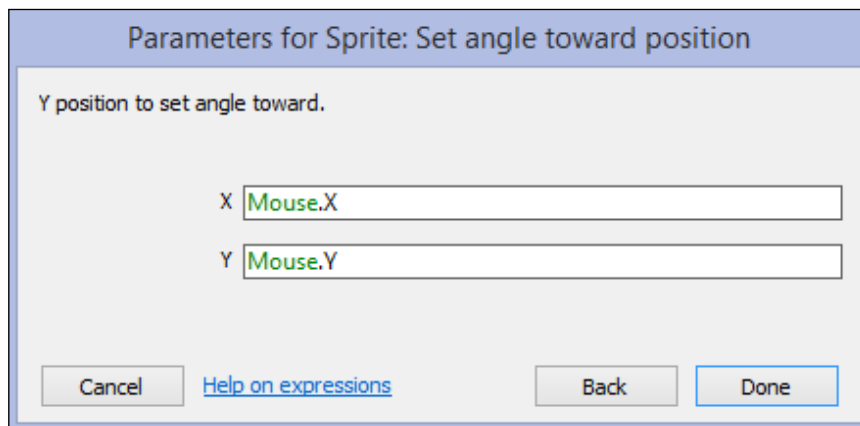 Parameters for Sprite: Set angle toward position
Y position to set angle toward.
X Mouse.X
Y Mouse.Y
Cancel Help on expressions Back Done